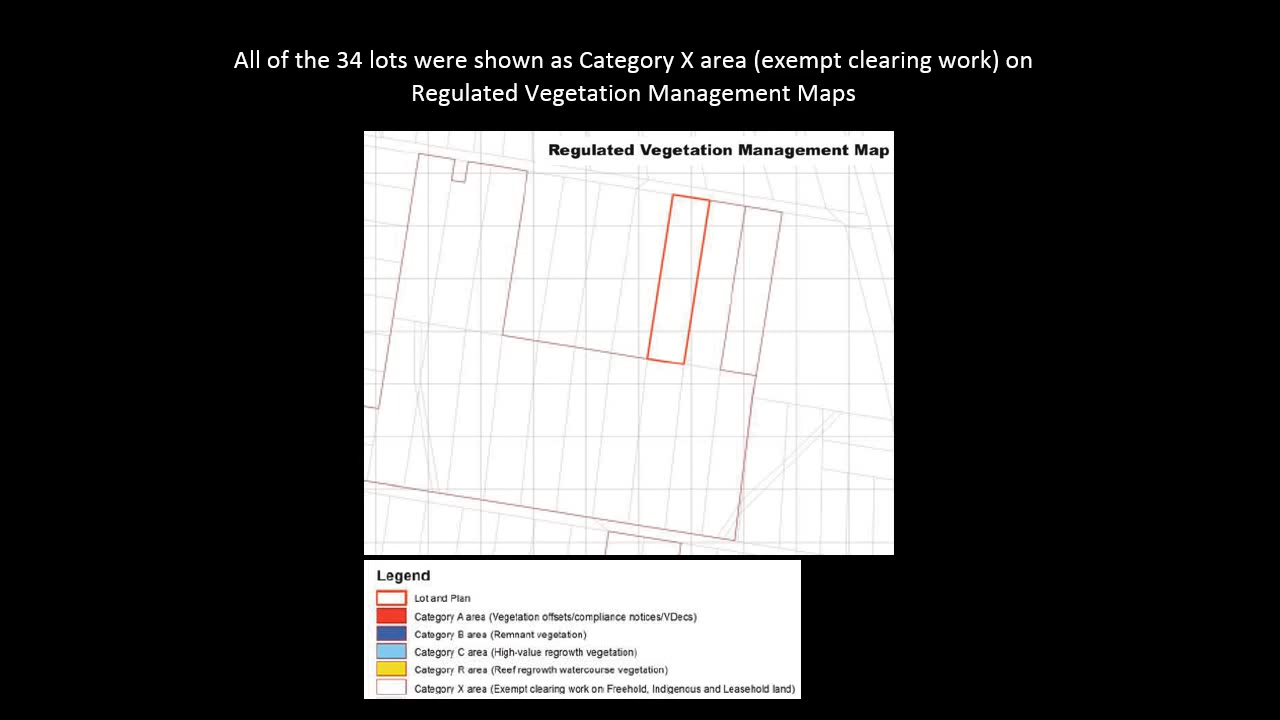 All of the 34 lots were shown as Category X area (exempt clearing work) on
Regulated Vegetation Management Maps
Regulated Vegetation Management Map
Legend
Lot and Plan
Category A area (Vegetation offsets/compliance notices/VDecs)
Category B area (Remnant vegetation)
Category C area (High-value regrowth vegetation)
Category R area (Reef regrowth watercourse vegetation)
Category X area (Exempt clearing work on Freehold, Indigenous and Leasehold land)